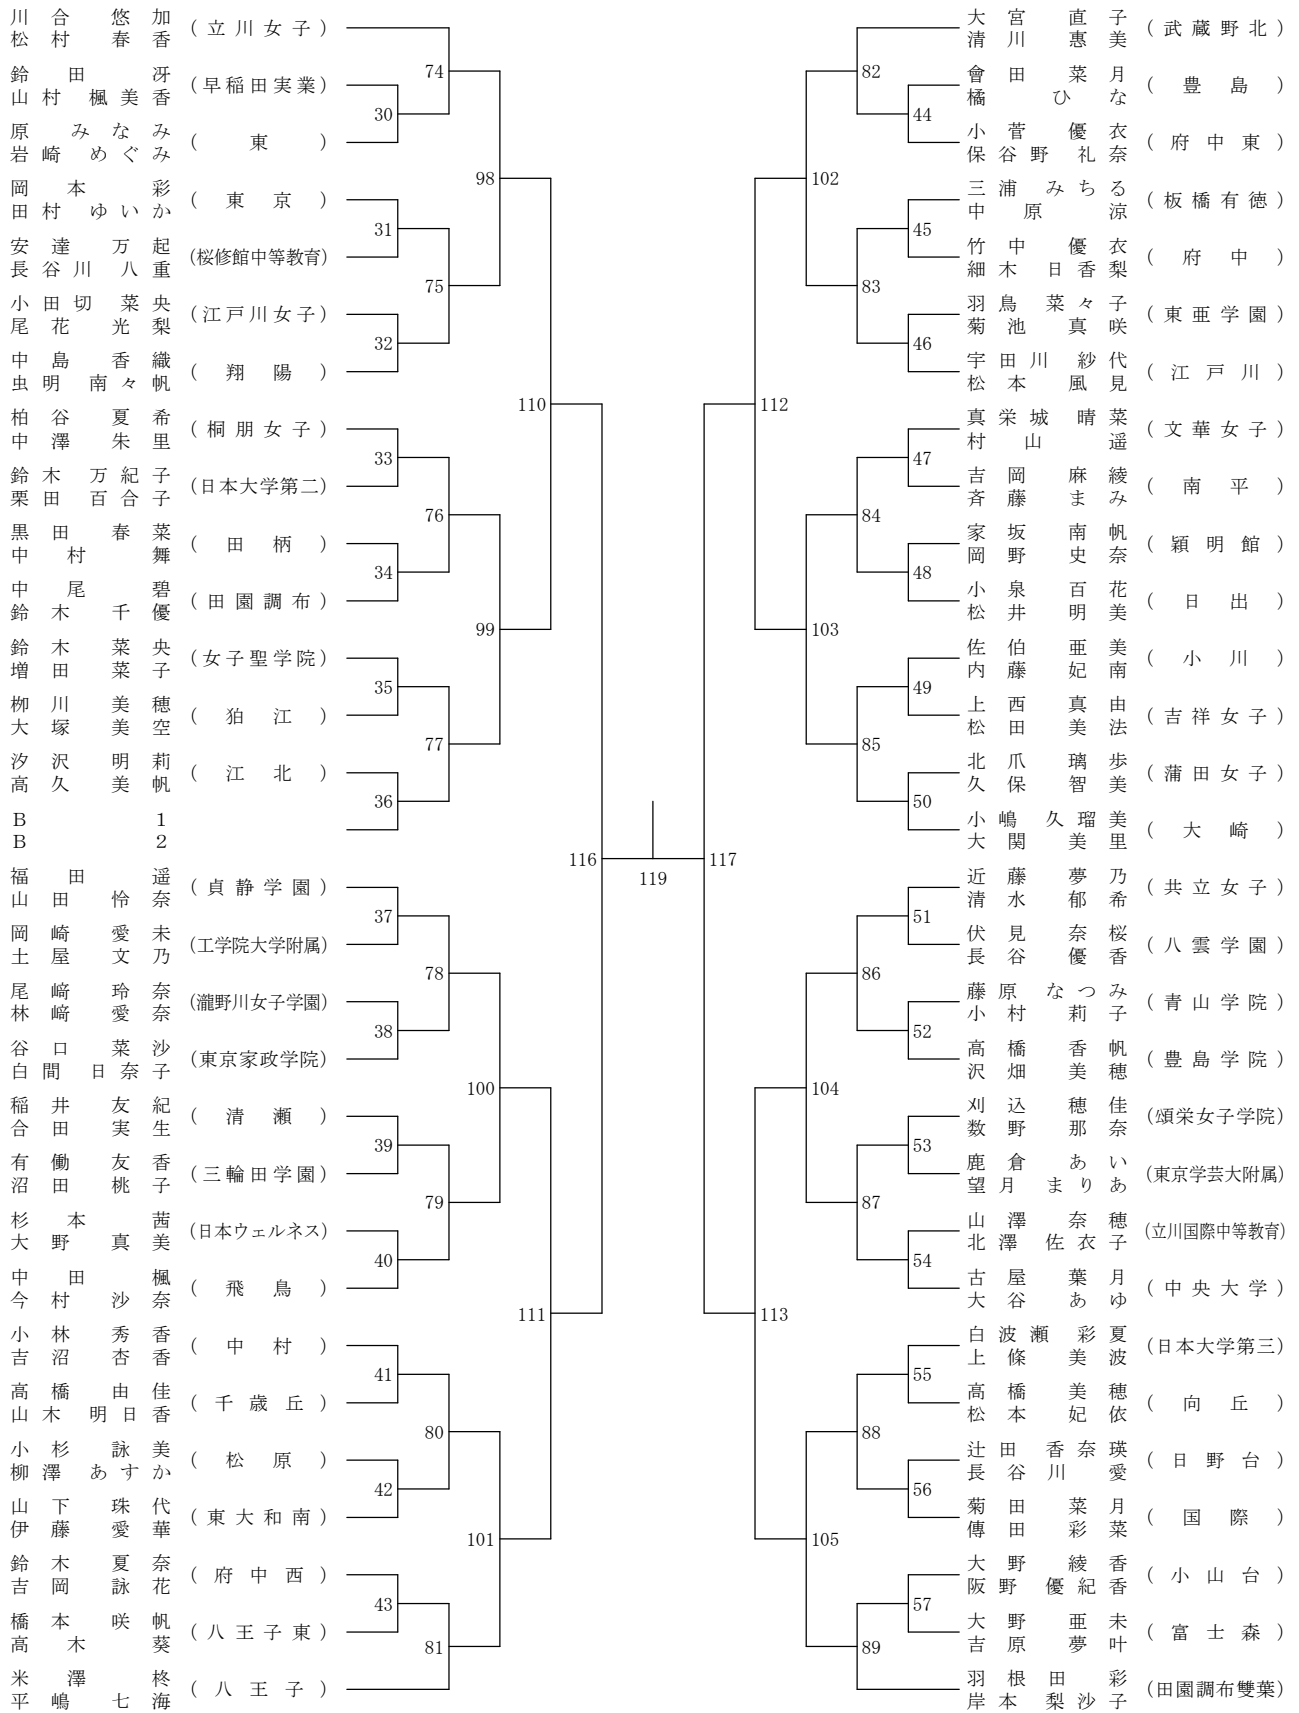 川合悠加
松村春香
(立川女子)
鈴田冴
山村楓美香
(早稲田実業)
原みなみ
岩崎めぐみ
(東)
岡本彩
田村ゆいか
(東京)
安達万起
長谷川八重
(桜修館中等教育)
小田切菜央
尾花光梨
(江戸川女子)
中島香織
虫明南々帆
(翔陽)
柏谷夏希
中澤朱里
(桐朋女子)
鈴木万紀子
栗田百合子
(日本大学第二)
黒田春菜
中村舞
(田柄)
中尾碧
鈴木千優
(田園調布)
鈴木菜央
増田菜子
(女子聖学院)
栁川美穂
大塚美空
(狛江)
汐沢明莉
高久美帆
(江北)
B1
B2
福田遥
山田怜奈
(貞静学園)
岡崎愛未
土屋文乃
(工学院大学附属)
尾﨑玲奈
林﨑愛奈
(瀧野川女子学園)
谷口菜沙
白間日奈子
(東京家政学院)
稲井友紀
合田実生
(清瀬)
有働友香
沼田桃子
(三輪田学園)
杉本茜
大野真美
(日本ウェルネス)
中田楓
今村沙奈
(飛鳥)
小林秀香
吉沼杏香
(中村)
高橋由佳
山木明日香
(千歳丘)
小杉詠美
柳澤あすか
(松原)
山下珠代
伊藤愛華
(東大和南)
鈴木夏奈
吉岡詠花
(府中西)
橋本咲帆
高木葵
(八王子東)
米澤柊
平嶋七海
(八王子)
30
31
32
33
34
35
36
37
38
39
40
41
42
43
74
75
76
77
78
79
80
81
98
99
100
101
110
111
116
119
117
112
113
102
103
104
105
82
83
84
85
86
87
88
89
44
45
46
47
48
49
50
51
52
53
54
55
56
57
大宮直子
清川惠美
(武蔵野北)
會田菜月
橘ひな
(豊島)
小菅優衣
保谷野礼奈
(府中東)
三浦みちる
中原涼
(板橋有徳)
竹中優衣
細木日香梨
(府中)
羽鳥菜々子
菊池真咲
(東亜学園)
宇田川紗代
松本風見
(江戸川)
真栄城晴菜
村山遥
(文華女子)
吉岡麻綾
斉藤まみ
(南平)
家坂南帆
岡野史奈
(穎明館)
小泉百花
松井明美
(日出)
佐伯亜美
内藤妃南
(小川)
上西真由
松田美法
(吉祥女子)
北爪璃歩
久保智美
(蒲田女子)
小嶋久瑠美
大関美里
(大崎)
近藤夢乃
清水郁希
(共立女子)
伏見奈桜
長谷優香
(八雲学園)
藤原なつみ
小村莉子
(青山学院)
高橋香帆
沢畑美穂
(豊島学院)
刈込穂佳
数野那奈
(頌栄女子学院)
鹿倉あい
望月まりあ
(東京学芸大附属)
山澤奈穂
北澤佐衣子
(立川国際中等教育)
古屋葉月
大谷あゆ
(中央大学)
白波瀬彩夏
上條美波
(日本大学第三)
高橋美穂
松本妃依
(向丘)
辻田香奈瑛
長谷川愛
(日野台)
菊田菜月
傳田彩菜
(国際)
大野綾香
阪野優紀香
(小山台)
大野亜未
吉原夢叶
(富士森)
羽根田彩
岸本梨沙子
(田園調布雙葉)